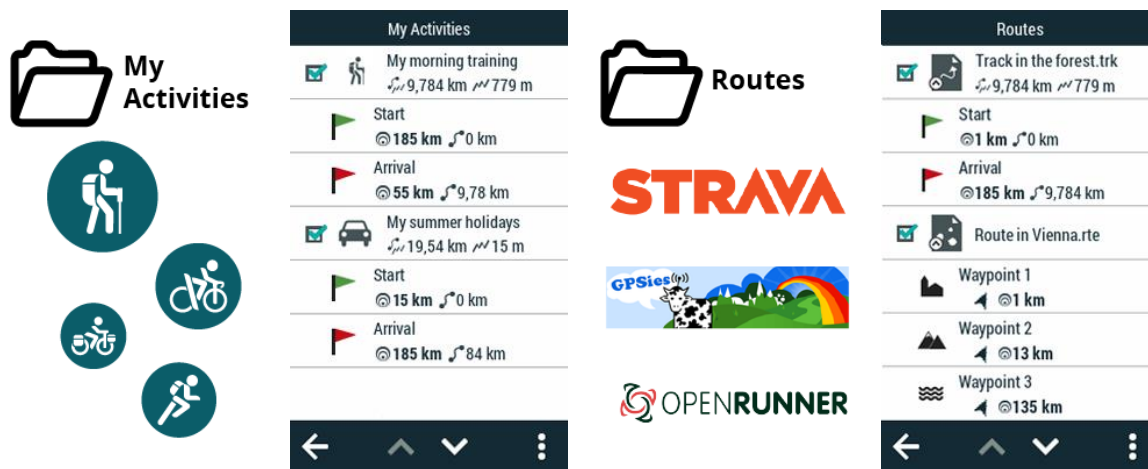 My
Activities
My Activities
My morning training
9,784 km 779 m
Start
185 km 0 km
Arrival
55 km 9,78 km
My summer holidays
19,54 km 15 m
Start
15 km 0 km
Arrival
185 km 84 km
Routes
STRAVA
GPSies
OPENRUNNER
Routes
Track in the forest.trk
9,784 km 779 m
Start
1 km 0 km
Arrival
185 km 9,784 km
Route in Vienna.rte
Waypoint 1
1 km
Waypoint 2
13 km
Waypoint 3
135 km